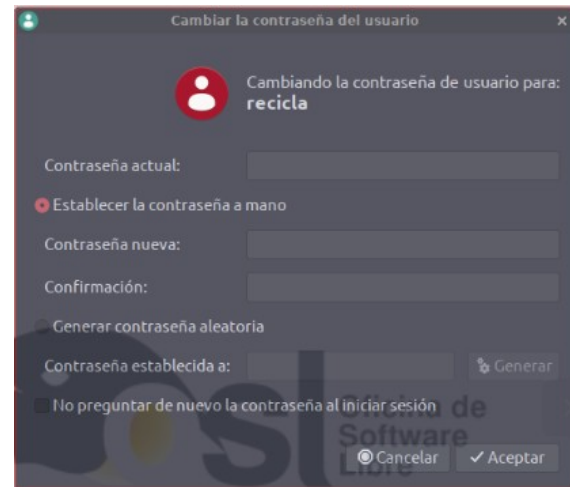 Cambiar la contraseña del usuario
Cambiando la contraseña de usuario para:
recicla
Contraseña actual:
Establecer la contraseña a mano
Contraseña nueva:
Confirmación:
Generar contraseña aleatoria
Contraseña establecida a:
Generar
No preguntar de nuevo la contraseña al iniciar sesión
osl
Oficina de
Software
Libre
Cancelar
Aceptar